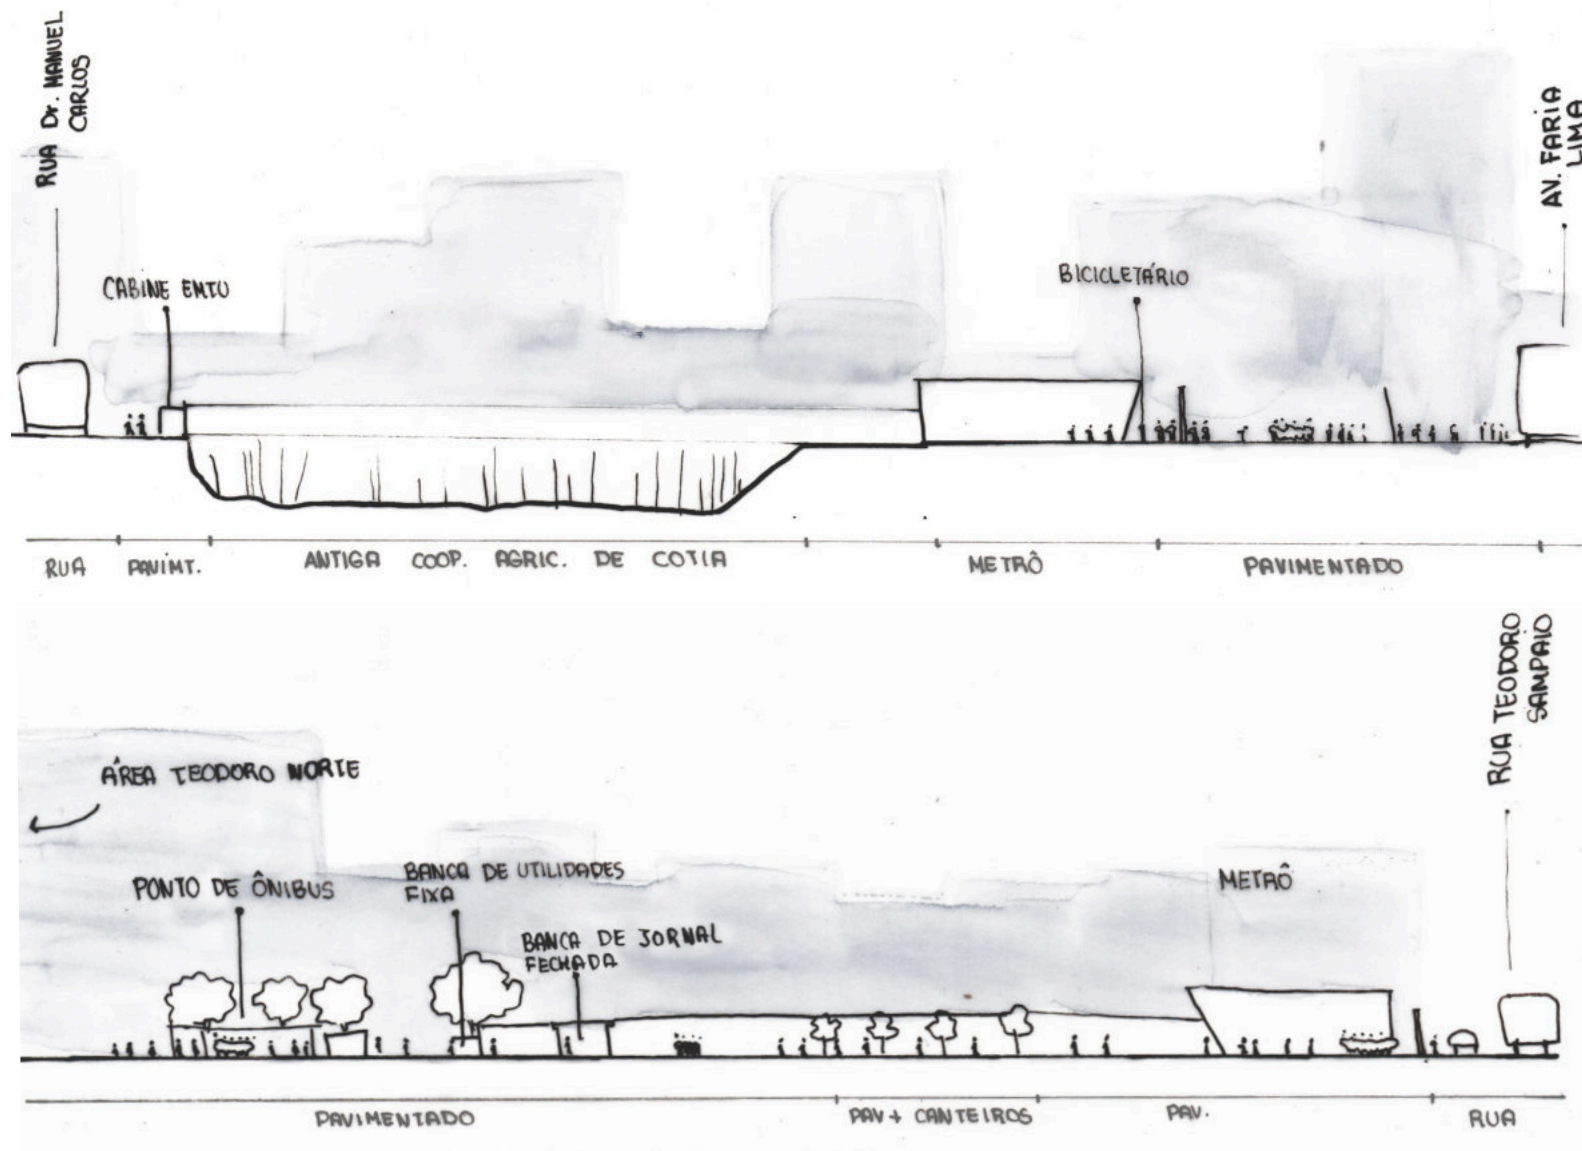 RUA Dr. MANUEL
CARLOS
CABINE EMTU
BICICLETÁRIO
AV. FARIA
LIMA
RUA
PAVIMT.
ANTIGA COOP. AGRIC. DE COTIA
METRÔ
PAVIMENTADO
RUA TEODORO
SAMPAIO
ÁREA TEODORO NORTE
PONTO DE ÔNIBUS
BANCA DE UTILIDADES
FIXA
BANCA DE JORNAL
FECHADA
METRÔ
PAVIMENTADO
PAV + CANTEIROS
PAV.
RUA